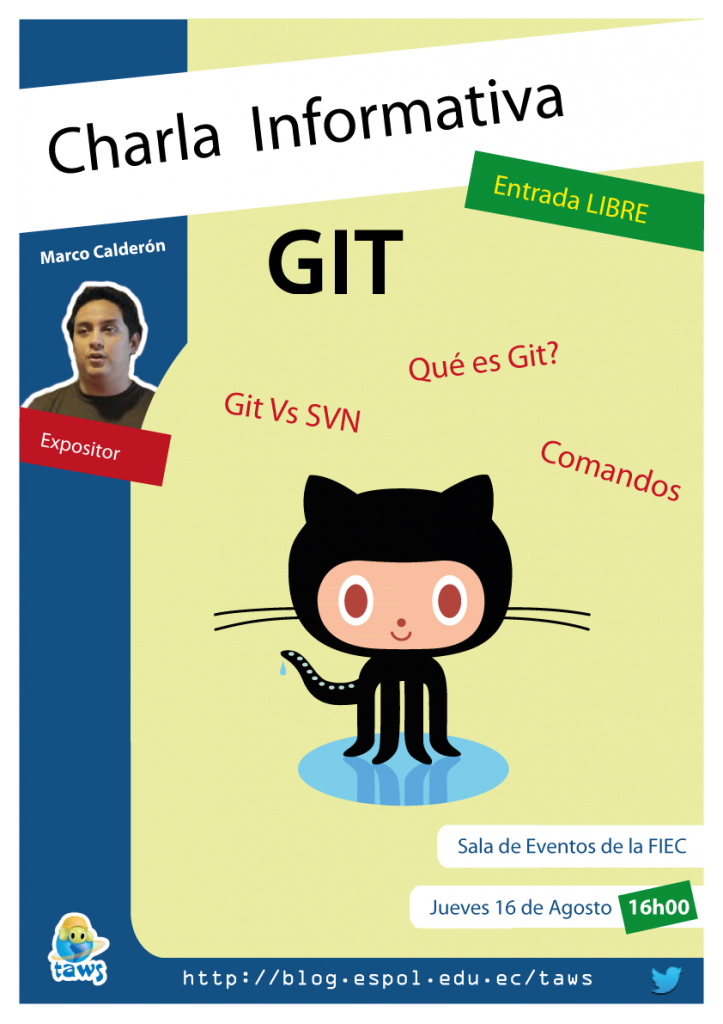 Charla Informativa
Entrada LIBRE
Marco Calderón
GIT
Qué es Git?
Git Vs SVN
Expositor
Comandos
Sala de Eventos de la FIEC
Jueves 16 de Agosto 16h00
taws
http://blog.espol.edu.ec/taws